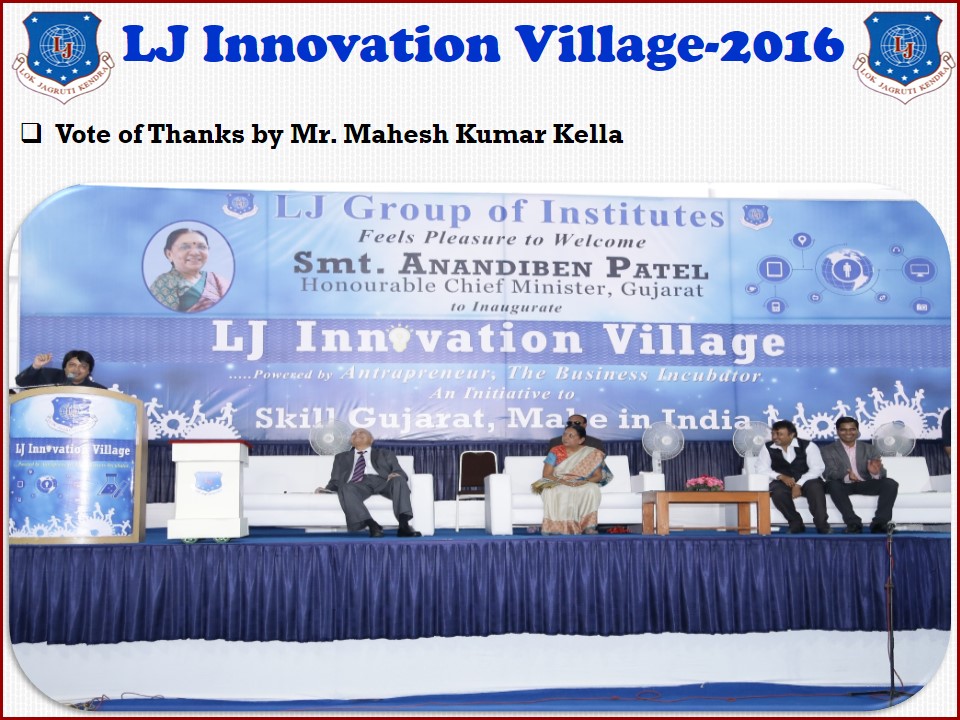 LJ Innovation Village-2016
LJ
LOK JAGRUTI KENDRA
LJ
LOK JAGRUTI KENDRA
Vote of Thanks by Mr. Mahesh Kumar Kella
LJ Group of Institutes
Feels Pleasure to Welcome
Smt. ANANDIBEN PATEL
Honourable Chief Minister, Gujarat
to Inaugurate
LJ Innovation Village
.....Powered by Antrapreneur, The Business Incubator
An Initiative to
Skill Gujarat, Make in India
LJ Innovation Village